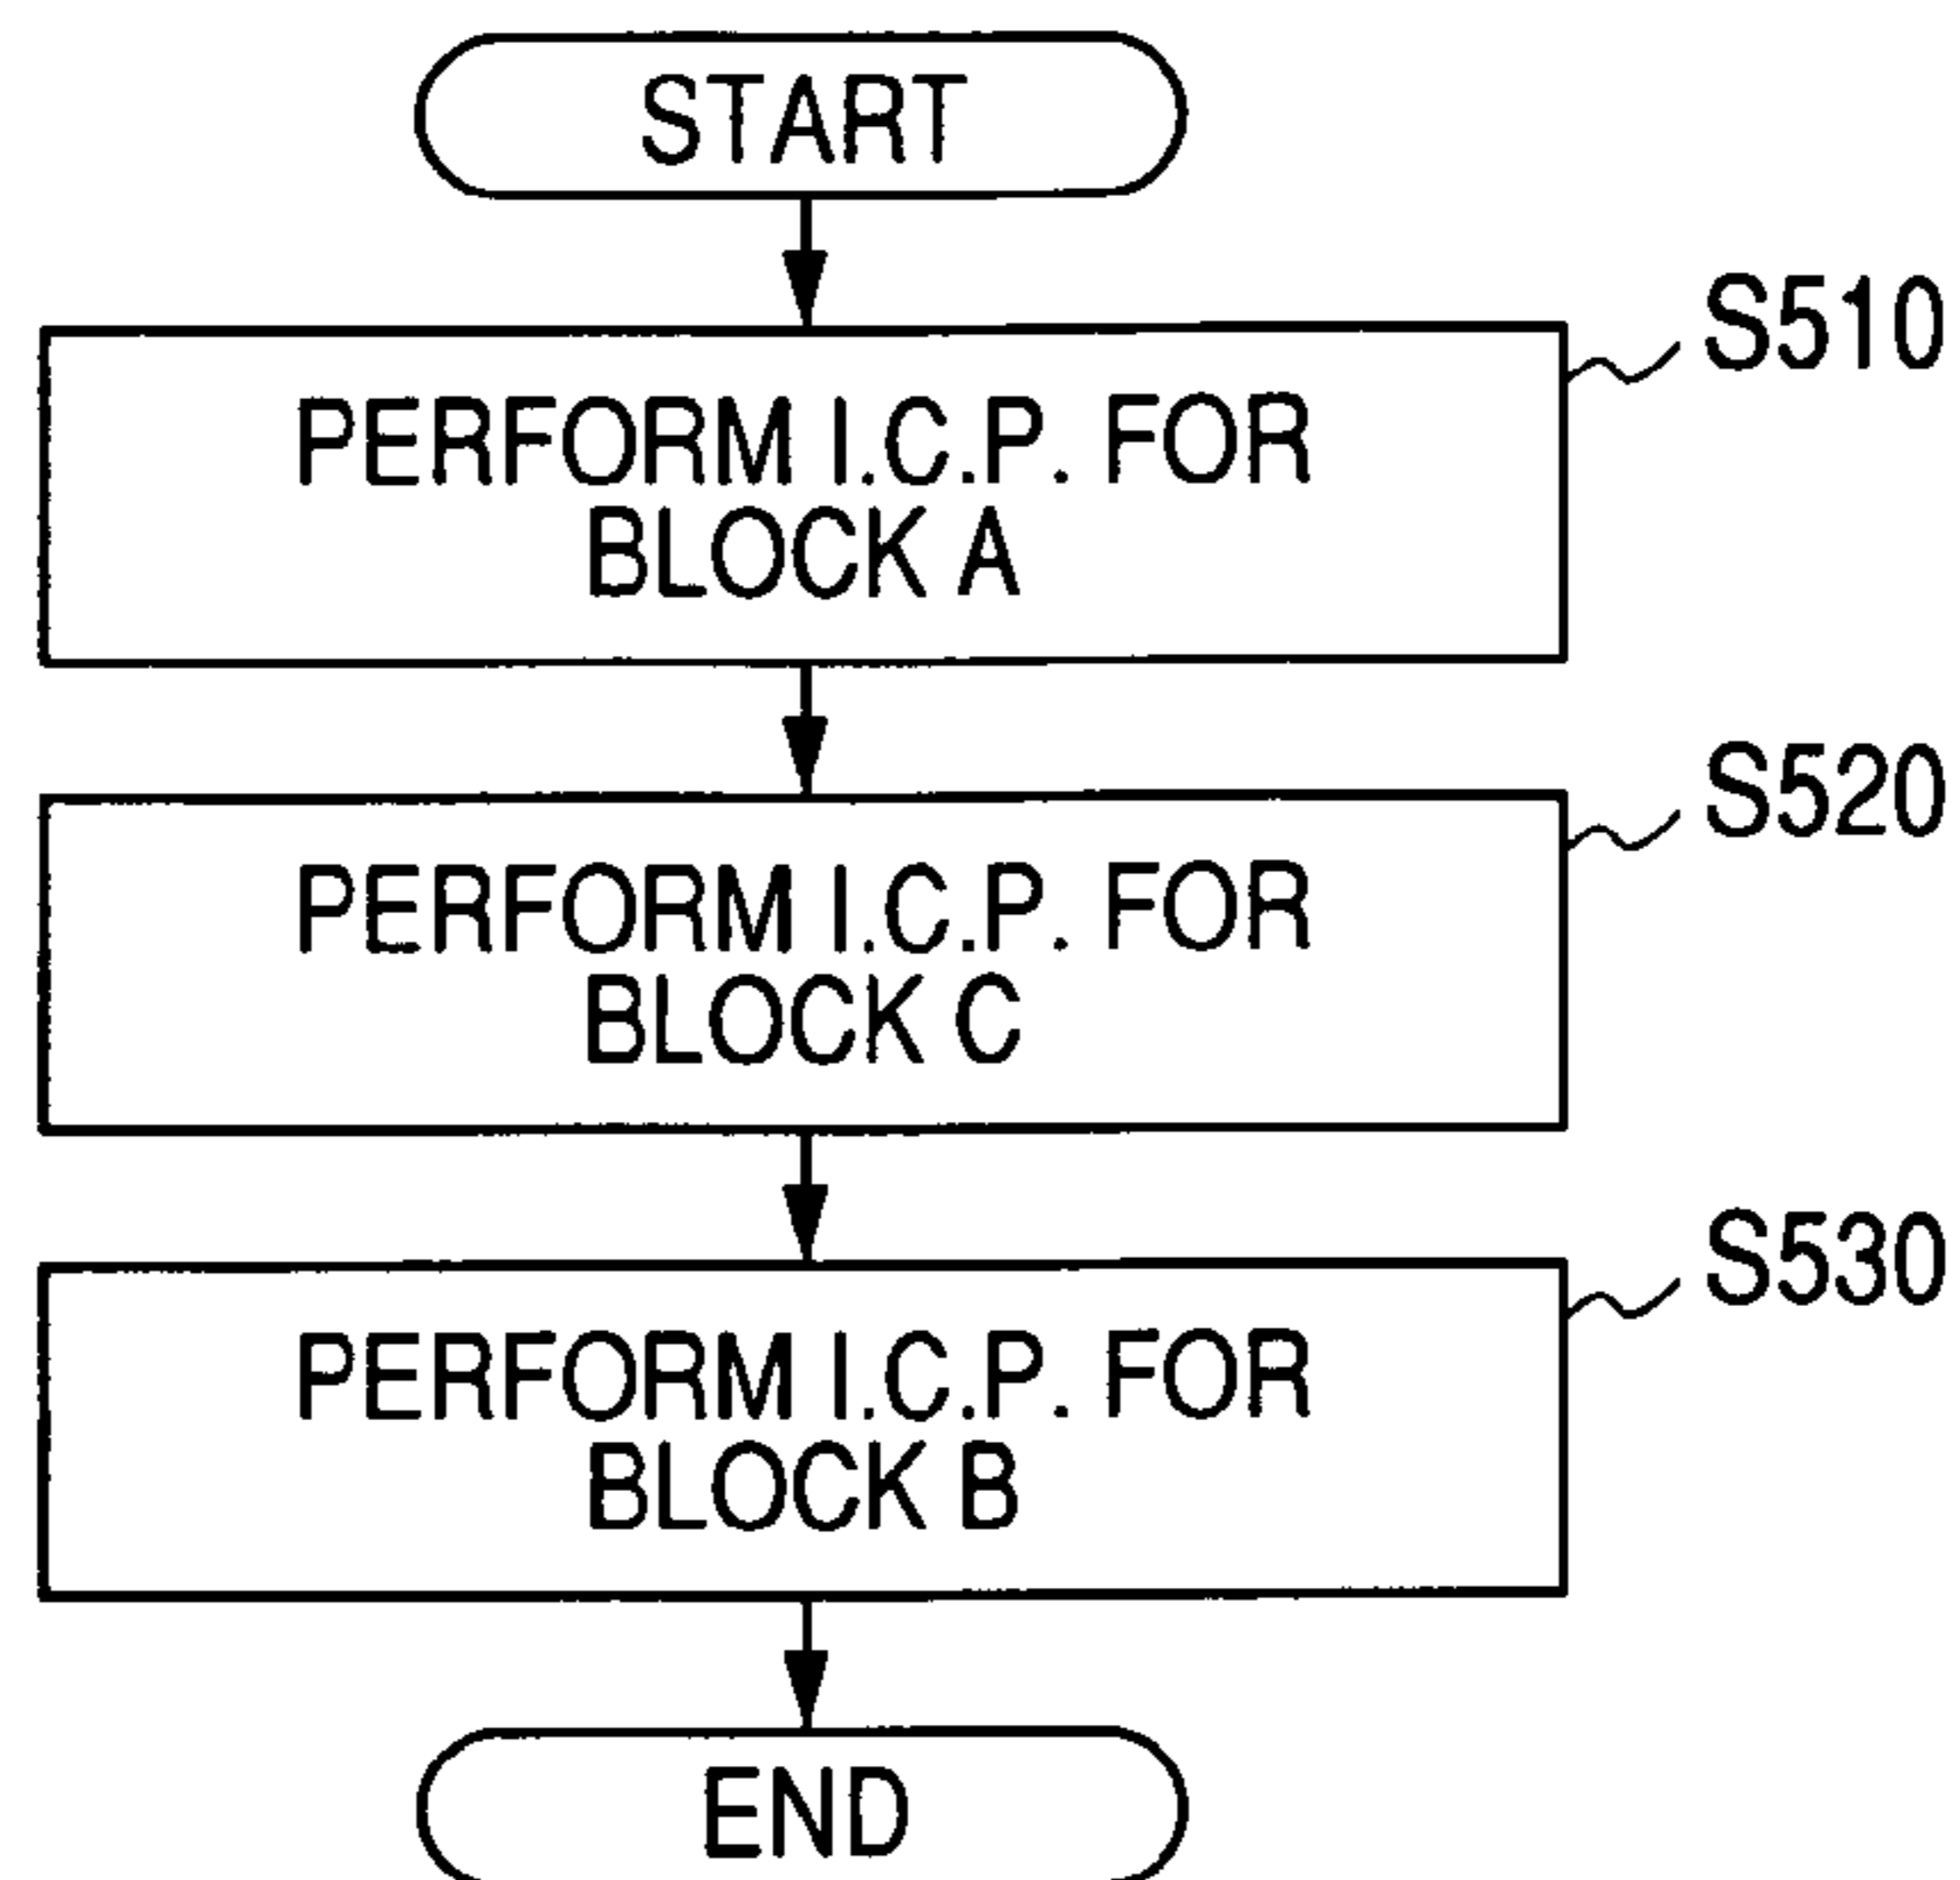 START
S510
PERFORM I.C.P. FOR
BLOCK A
S520
PERFORM I.C.P. FOR
BLOCK C
S530
PERFORM I.C.P. FOR
BLOCK B
END